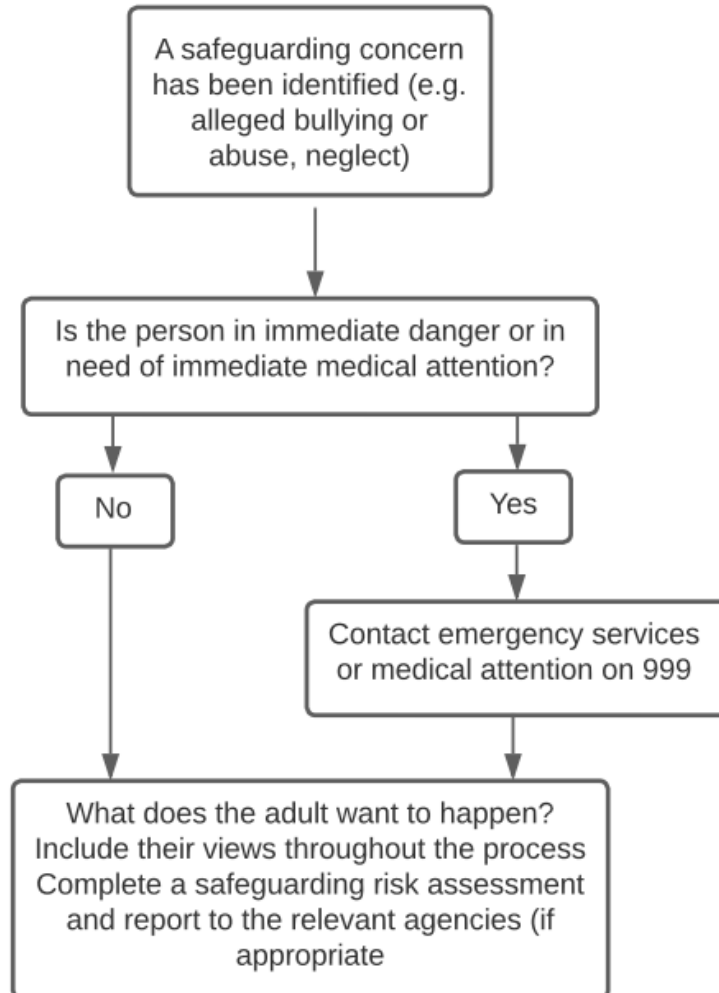 A safeguarding concern
has been identified (e.g.
alleged bullying or
abuse, neglect)
Is the person in immediate danger or in
need of immediate medical attention?
No
Yes
Contact emergency services
or medical attention on 999
What does the adult want to happen?
Include their views throughout the process
Complete a safeguarding risk assessment
and report to the relevant agencies (if
appropriate